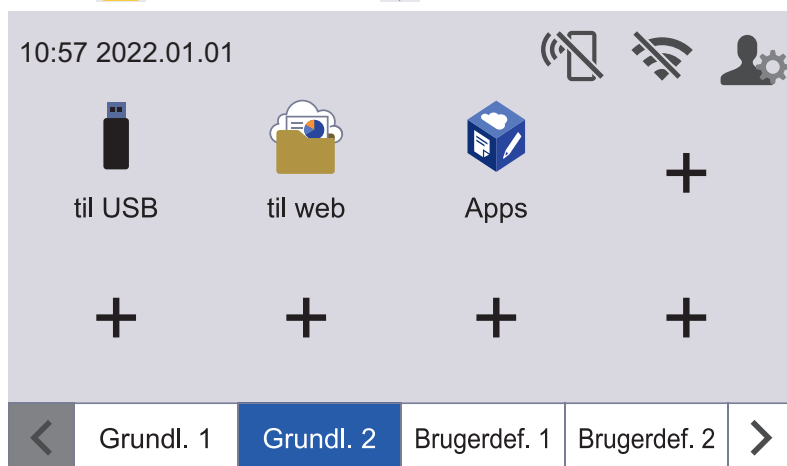 10:57 2022.01.01
til USB
til web
Apps
Grundl. 1
Grundl. 2
Brugerdef. 1
Brugerdef. 2